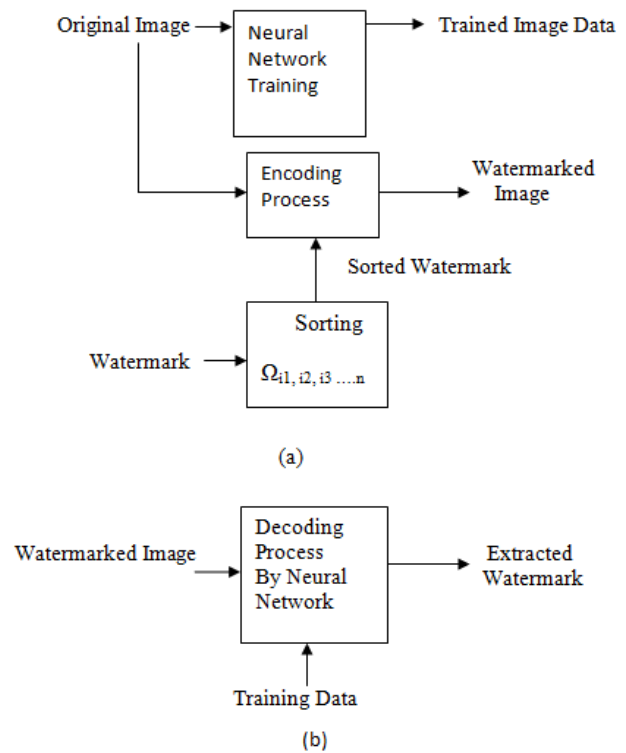 Original Image
Neural
Network
Training
Trained Image Data
Encoding
Process
Watermarked
Image
Sorted Watermark
Sorting
Watermark
Ωi1, i2, i3 ....n
(a)
Watermarked Image
Decoding
Process
By Neural
Network
Extracted
Watermark
Training Data
(b)